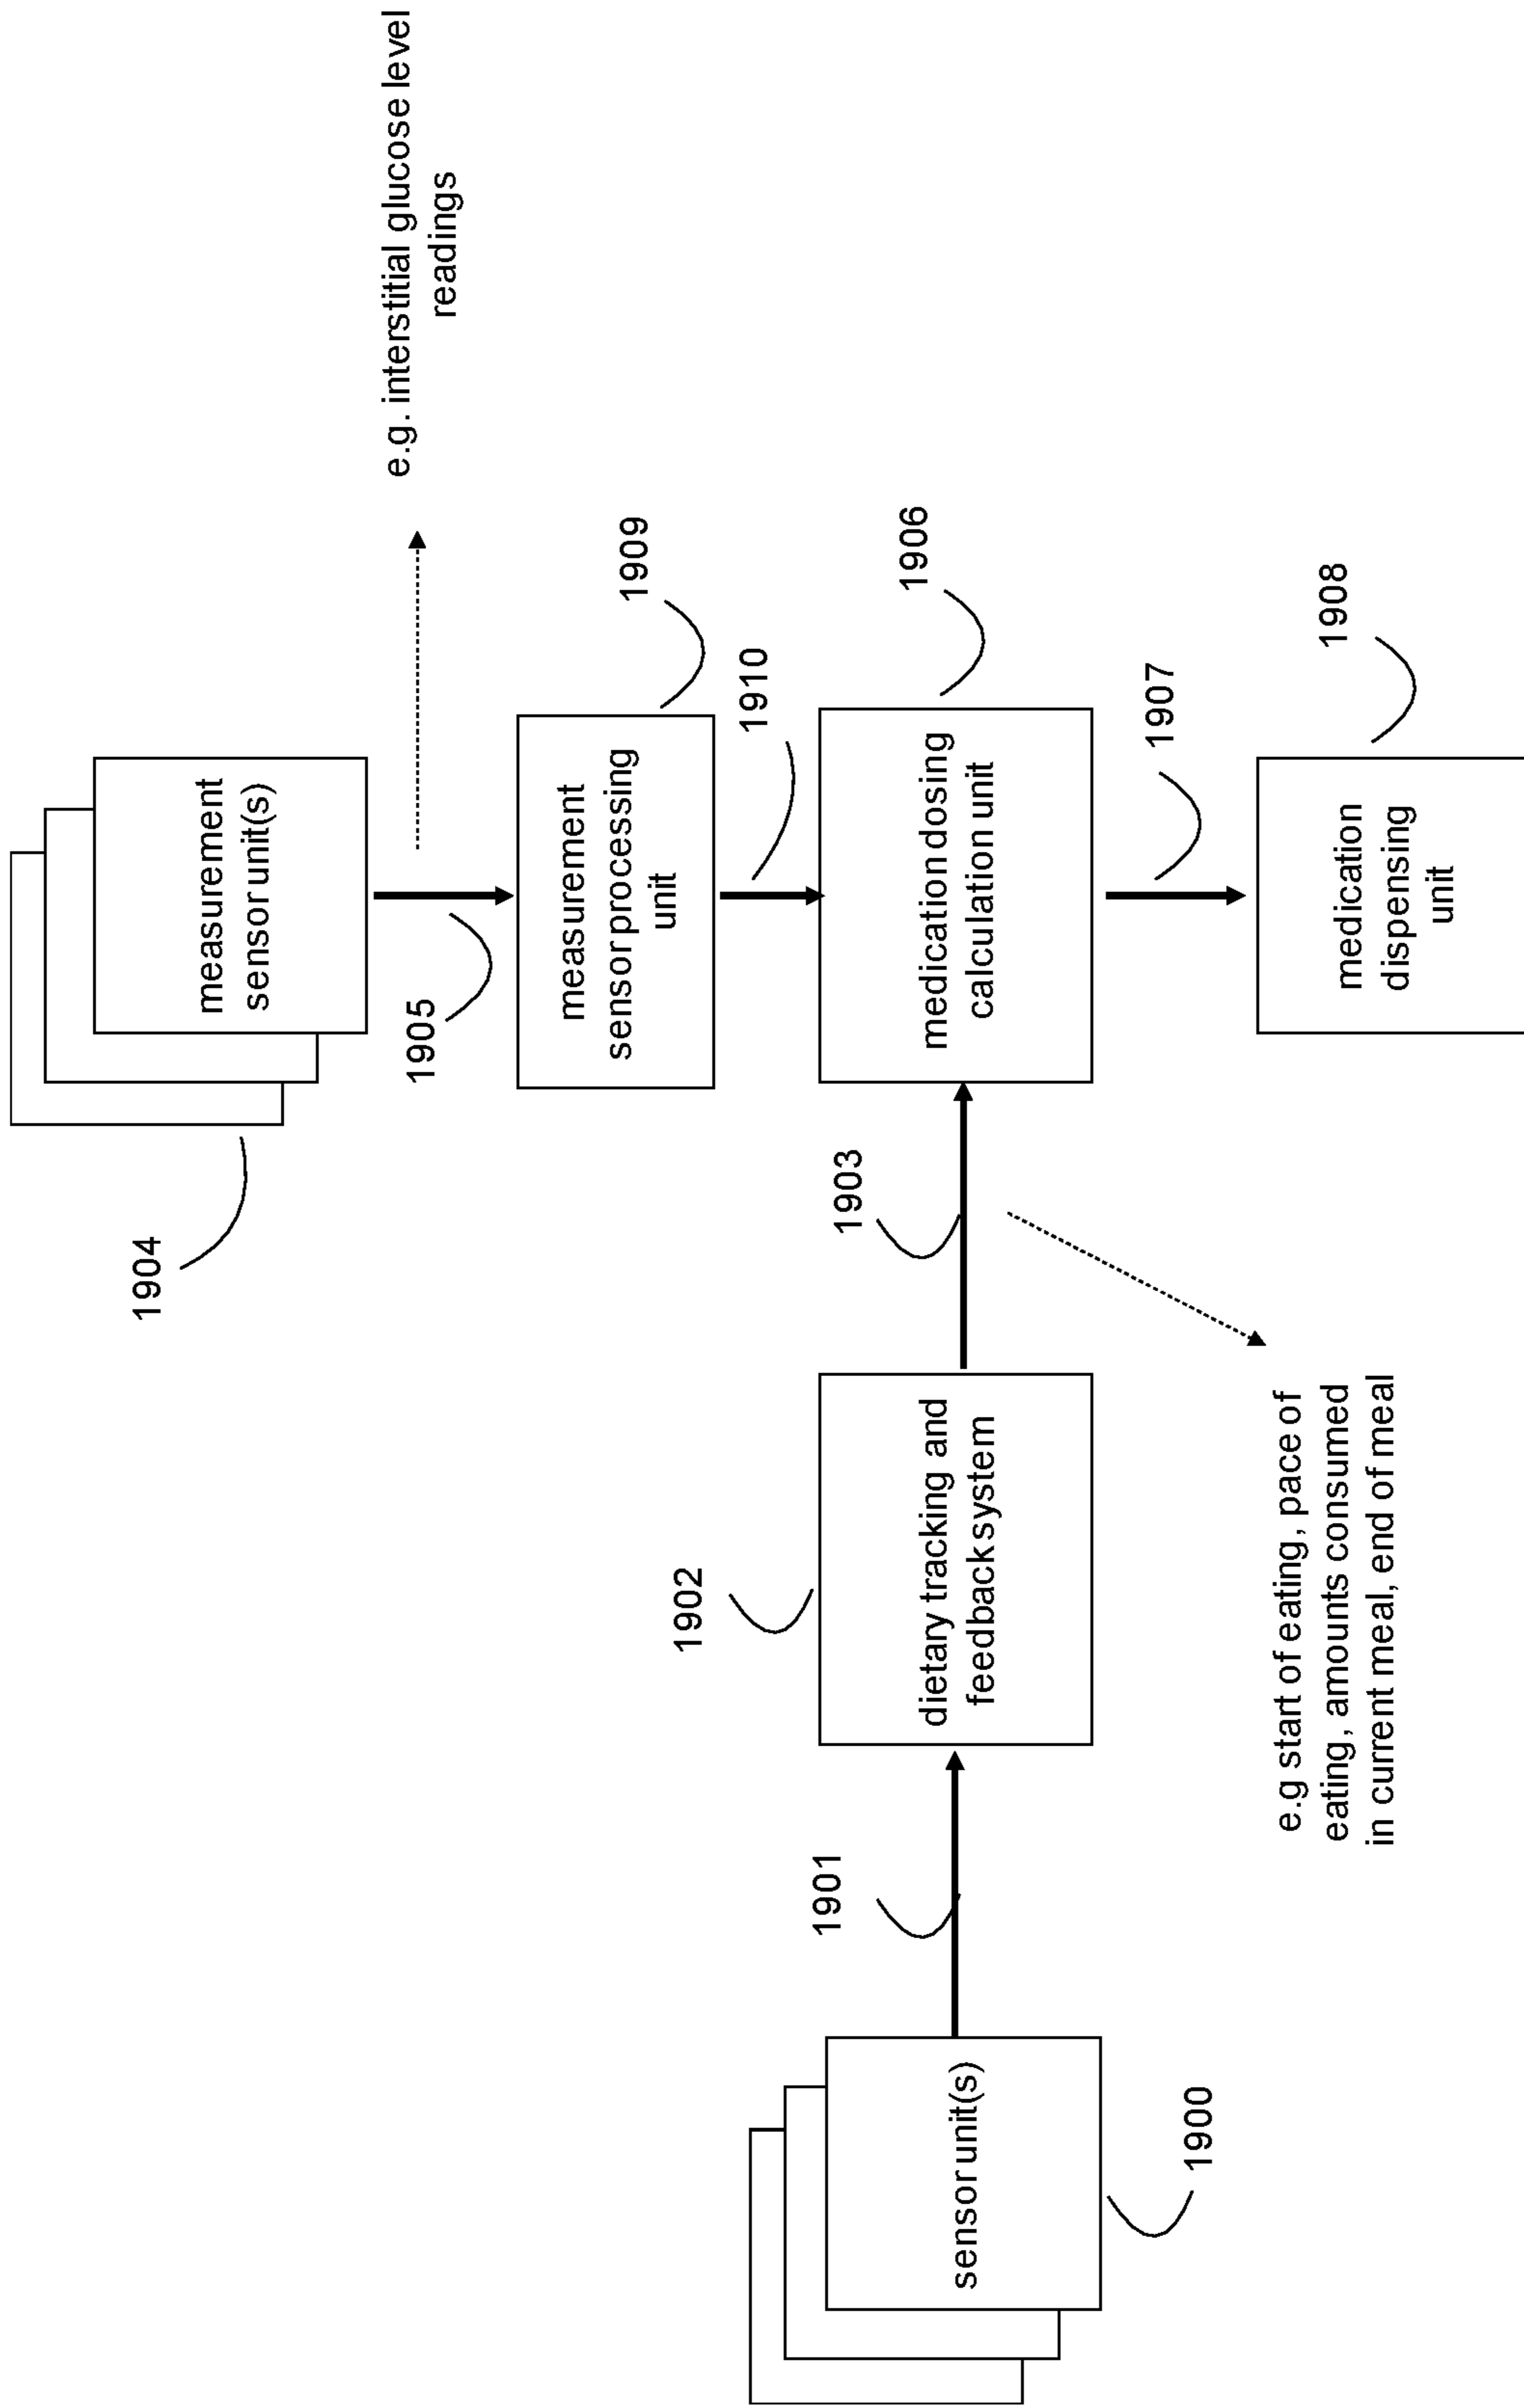 1904
measurement
sensor unit(s)
e.g. interstitial glucose level
readings
1905
measurement
sensor processing
unit
1909
1902
1910
1901
1903
1906
sensor unit(s)
dietary tracking and
feedback system
medication dosing
calculation unit
1907
1900
e.g start of eating, pace of
eating, amounts consumed
in current meal, end of meal
1908
medication
dispensing
unit